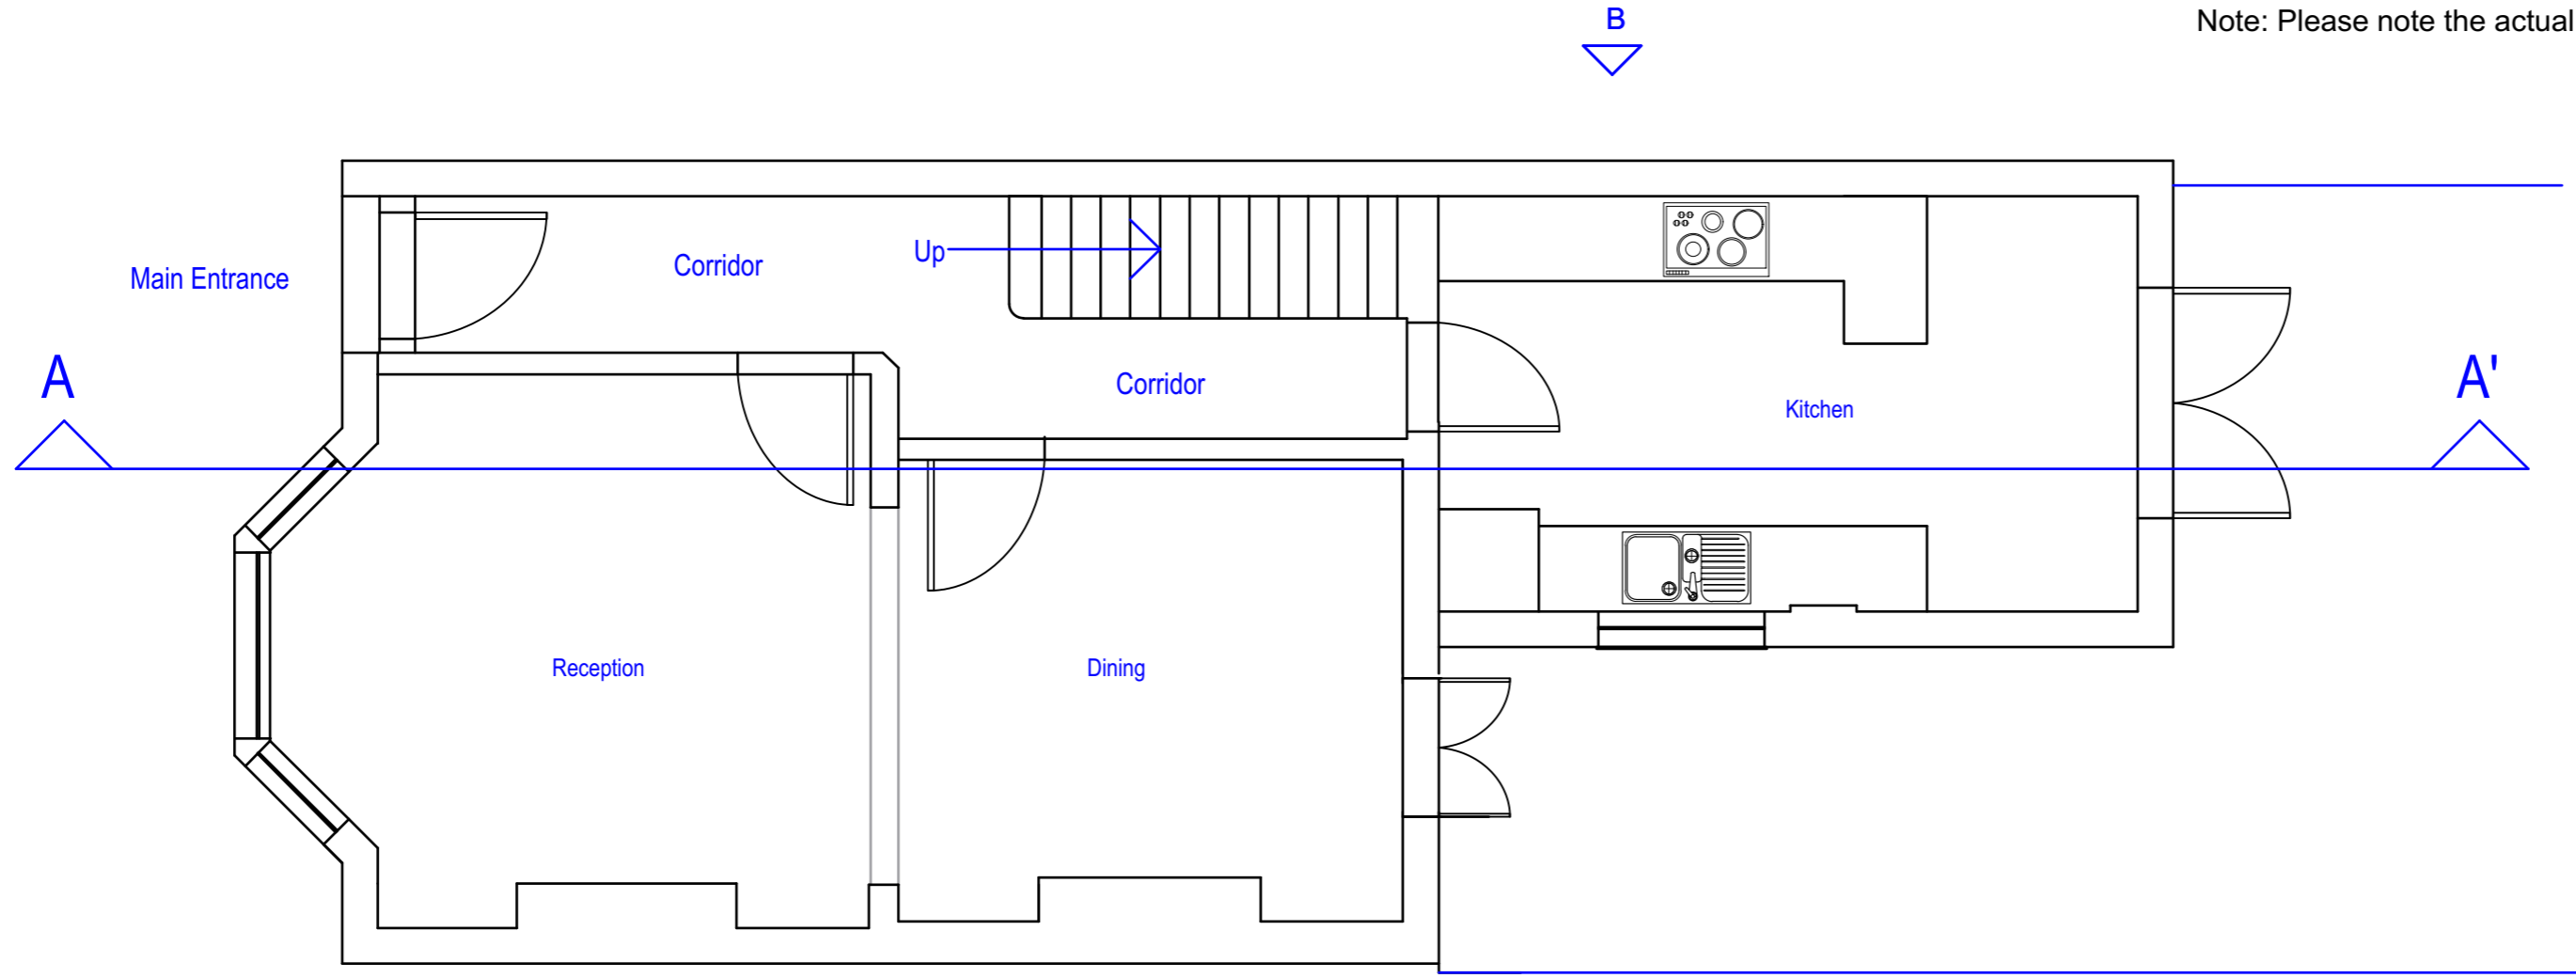 B
Note: Please note the actual
Main Entrance
Corridor
Up
A
Corridor
Kitchen
A'
Reception
Dining